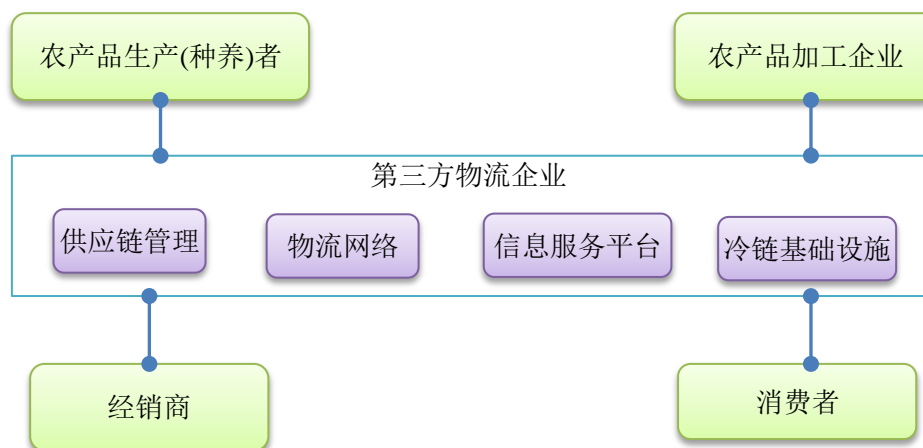 农产品生产(种养)者
农产品加工企业
第三方物流企业
供应链管理
物流网络
信息服务平台
冷链基础设施
经销商
消费者